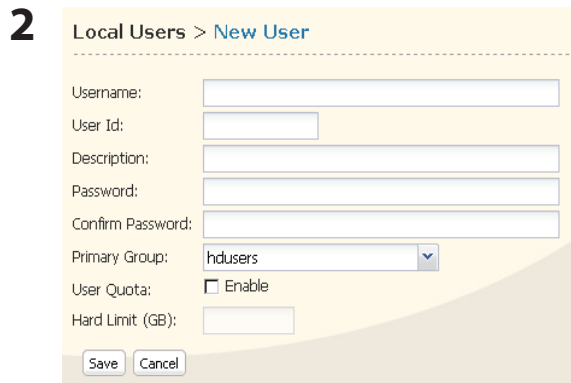 2
Local Users > New User
Username:
User Id:
Description:
Password:
Confirm Password:
Primary Group: hdusers
User Quota: Enable
Hard Limit (GB):
Save Cancel